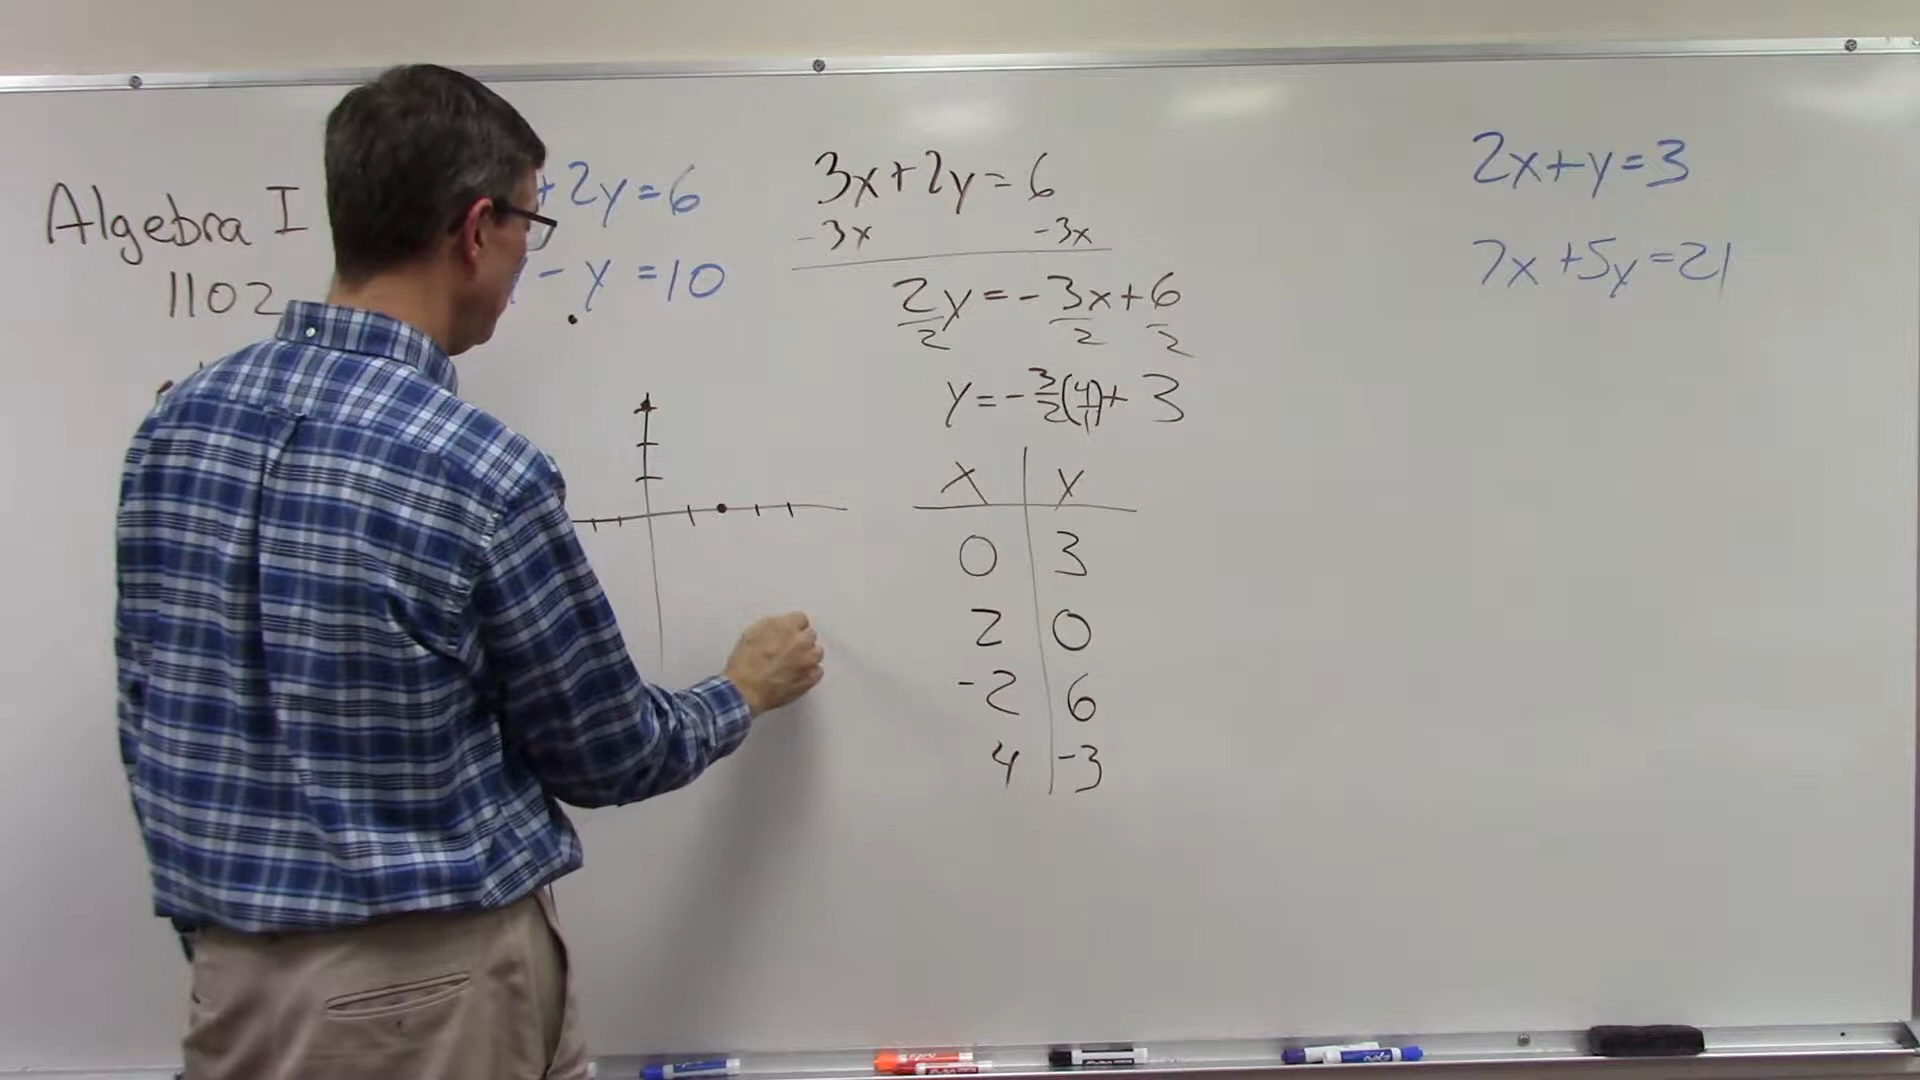 Algebra I
1102
+2y=6
- y =10
3x+2y=6
-3x -3x
2y=-3x+6
2 2 2
y=-3/2(4/1)+ 3
x y
0 3
2 0
-2 6
4 -3
2x+y=3
7x+5y=21